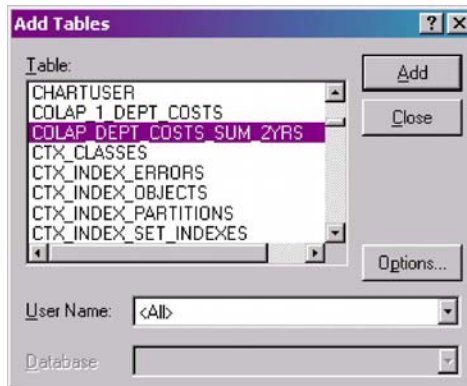 Add Tables
Table:
Add
CHARTUSER
COLAP_1_DEPT_COSTS
COLAP_DEPT_COSTS_SUM_2YRS
Close
CTX_CLASSES
CTX_INDEX_ERRORS
CTX_INDEX_OBJECTS
CTX_INDEX_PARTITIONS
CTX_INDEX_SET_INDEXES
Options...
User Name:
<All>
Database